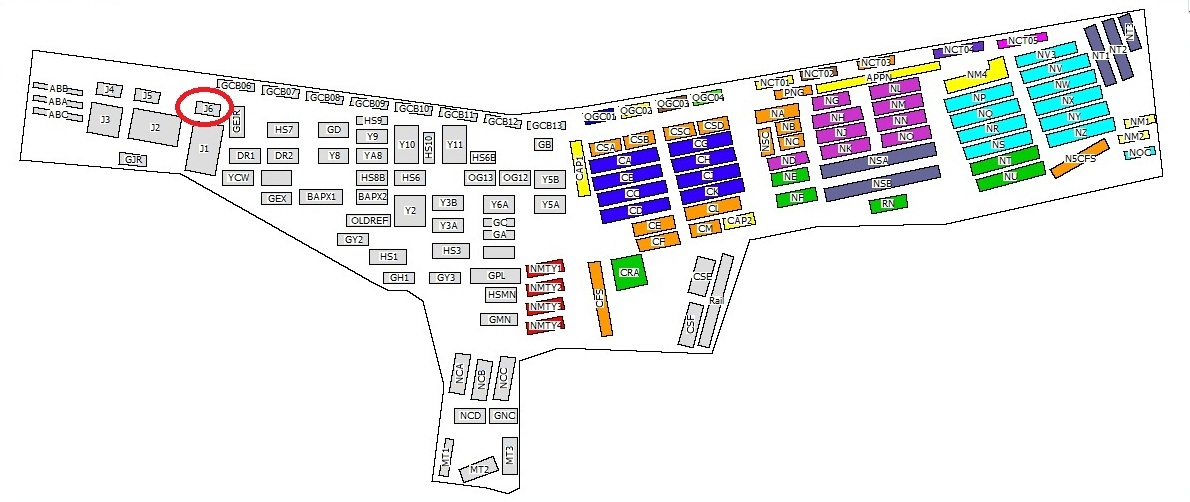 ABB
ABA
ABC
J4
J5
J6
J3
J2
J1
GJR
GCB06
GCB07
GCB08
GCB09
GCB10
GCB11
GCB12
GCB13
HS7
GD
HS9
Y9
Y10
HS10
Y11
GB
DR1
DR2
Y8
YA8
HS6B
YCW
HS8B
HS6
OG13
OG12
Y5B
GEX
BAPX1
BAPX2
Y2
Y3B
Y6A
Y5A
OLDREF
Y3A
GC
GA
GY2
HS1
HS3
GH1
GY3
GPL
HSMN
GMN
NMTY1
NMTY2
NMTY3
NMTY4
CFS
CRA
CSE
CSF
Rail
NCA
NCB
NCC
NCD
GNC
MT1
MT2
MT3
OGC01
OGC02
OGC03
OGC04
CAP1
CSA
CSB
CSC
CSD
CA
CB
CC
CD
CE
CF
CG
CH
CJ
CK
CL
CM
CAP2
NCT01
NCT02
NCT03
NCT04
NCT05
PNG
APPN
NA
NB
NC
NSC
ND
NE
NF
NG
NH
NJ
NK
NL
NM
NN
NO
NSA
NSB
RN
NM4
NP
NQ
NR
NS
NT
NU
NV3
NV
NW
NX
NY
NZ
N5CFS
NT1
NT2
NT3
NM1
NM2
NOC